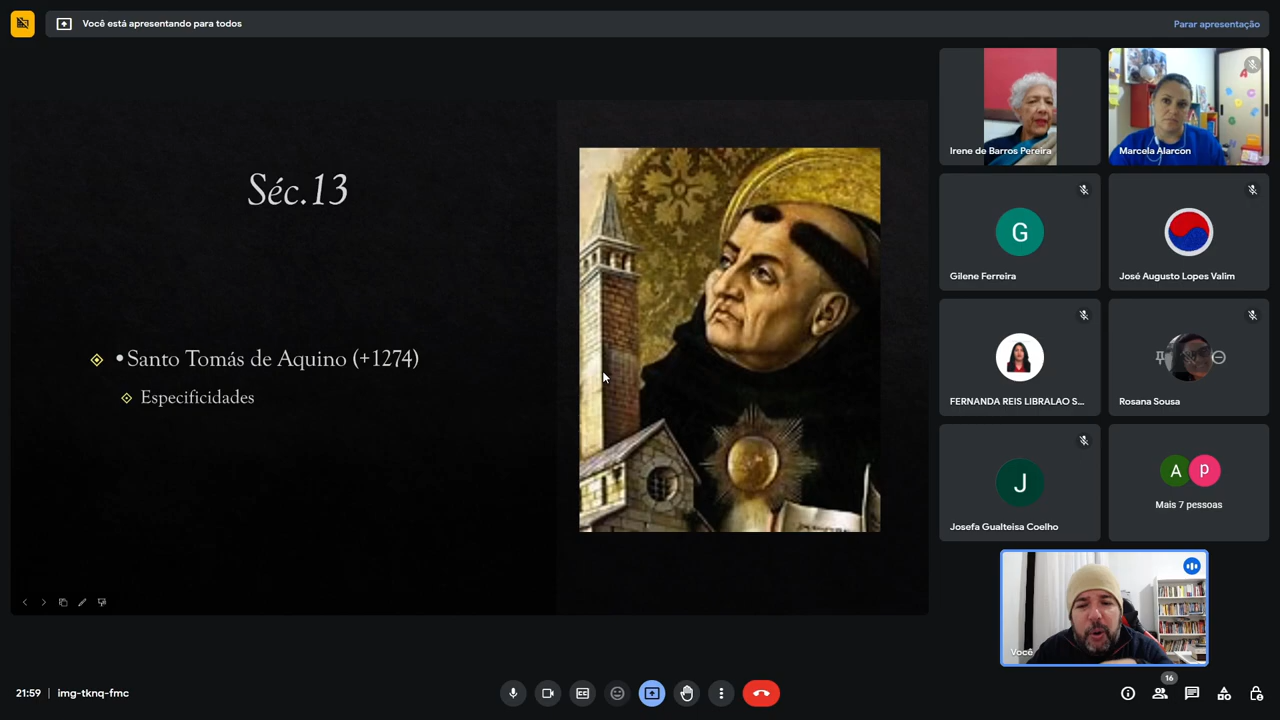 Você está apresentando para todos
Parar apresentação
Séc.13
•Santo Tomás de Aquino (+1274)
Especificidades
Irene de Barros Pereira
Marcela Alarcon
G
Gilene Ferreira
José Augusto Lopes Valim
FERNANDA REIS LIBRALAO S...
Rosana Sousa
J
Josefa Gualteisa Coelho
A
p
Mais 7 pessoas
Você
21:59
img-tknq-fmc
16